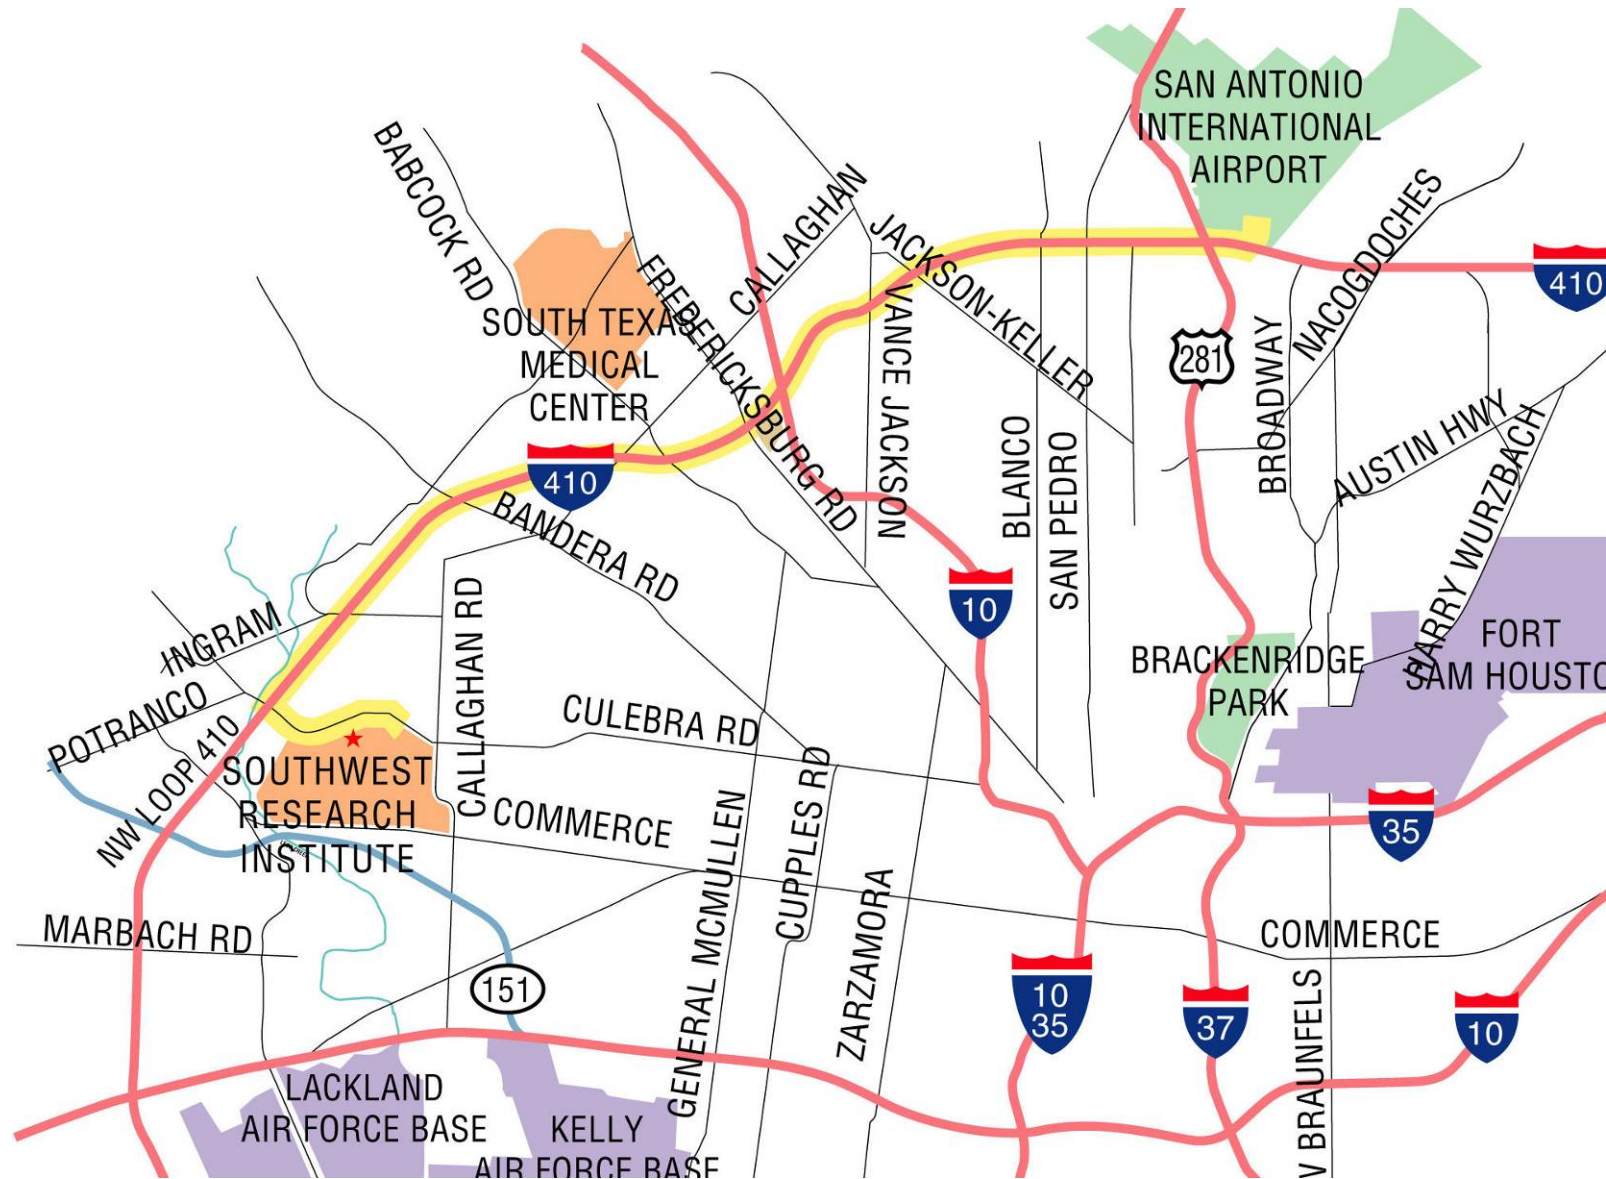 SAN ANTONIO
INTERNATIONAL
AIRPORT
BABCOCK RD
CALLAGHAN
JACKSON-KELLER
NACOGDOCHES
FREDERICKSBURG RD
410
SOUTH TEXAS
MEDICAL
CENTER
281
VANCE JACKSON
BROADWAY
410
BLANCO
SAN PEDRO
AUSTIN HWY
HARRY WURZBACH
BANDERA RD
10
INGRAM
CALLAGHAN RD
BRACKENRIDGE
PARK
FORT
SAM HOUSTO
POTRANCO
CULEBRA RD
NW LOOP 410
SOUTHWEST
RESEARCH
INSTITUTE
COMMERCE
CUPPLES RD
GENERAL MCMULLEN
35
ZARZAMORA
MARBACH RD
COMMERCE
151
10
35
37
10
W BRAUNFELS
LACKLAND
AIR FORCE BASE
KELLY
AIR FORCE BASE